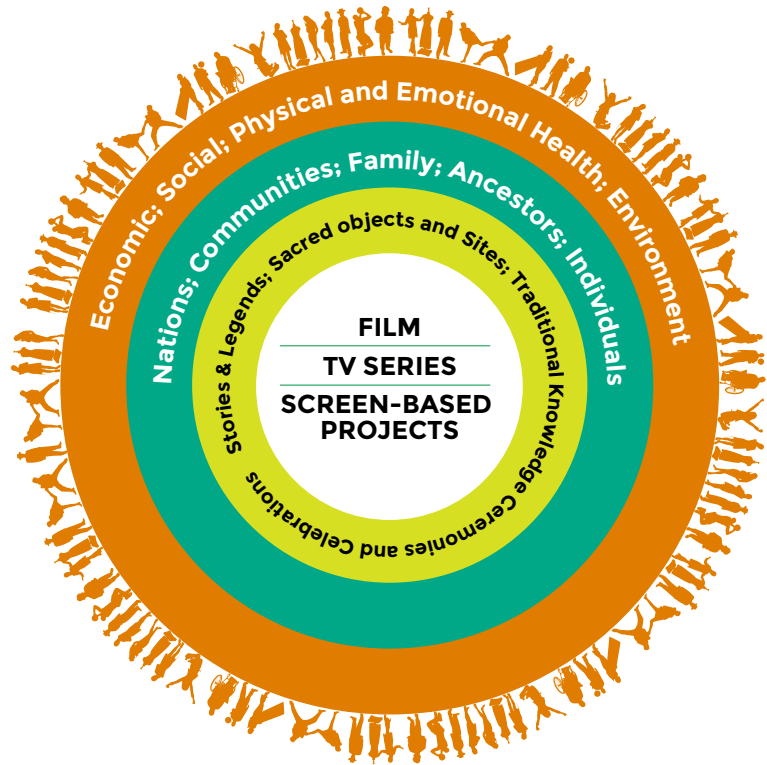 Economic; Social; Physical and Emotional Health; Environment
Nations; Communities; Family; Ancestors; Individuals
Stories & Legends; Sacred objects and Sites; Traditional Knowledge Ceremonies and Celebrations
FILM
TV SERIES
SCREEN-BASED
PROJECTS